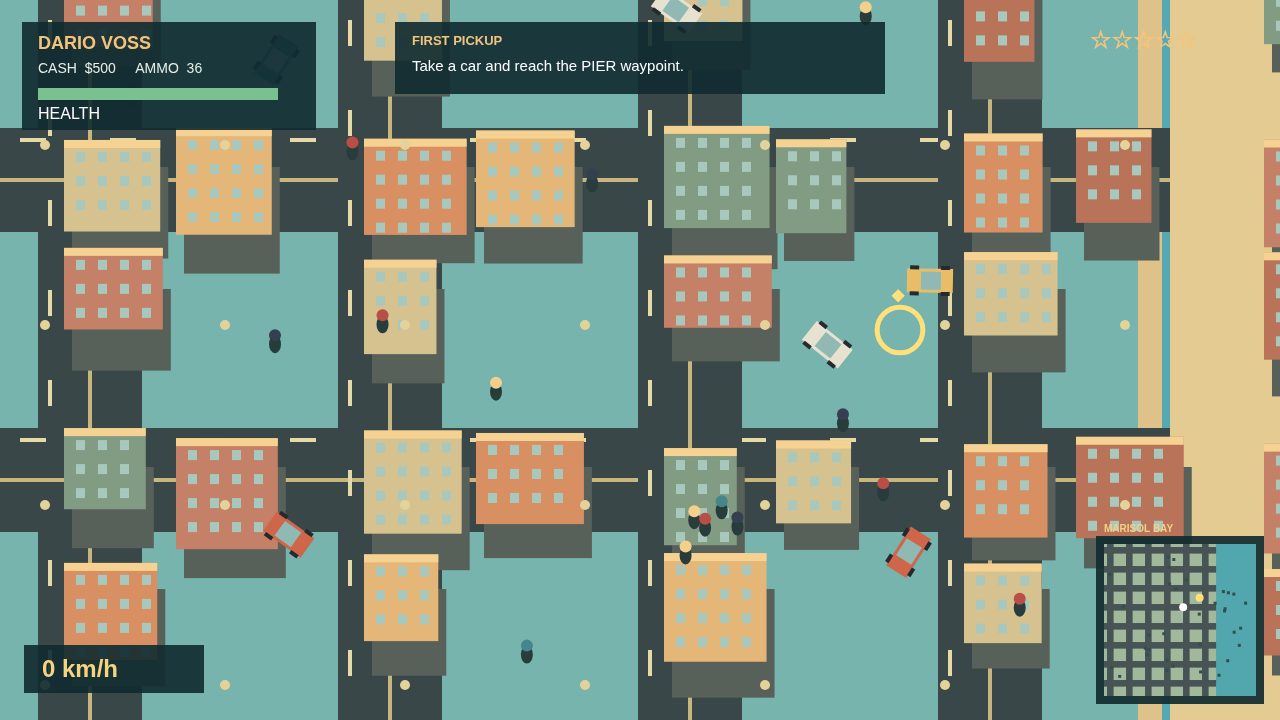 DARIO VOSS
CASH $500 AMMO 36
HEALTH
FIRST PICKUP
Take a car and reach the PIER waypoint.
MARISOL BAY
0 km/h